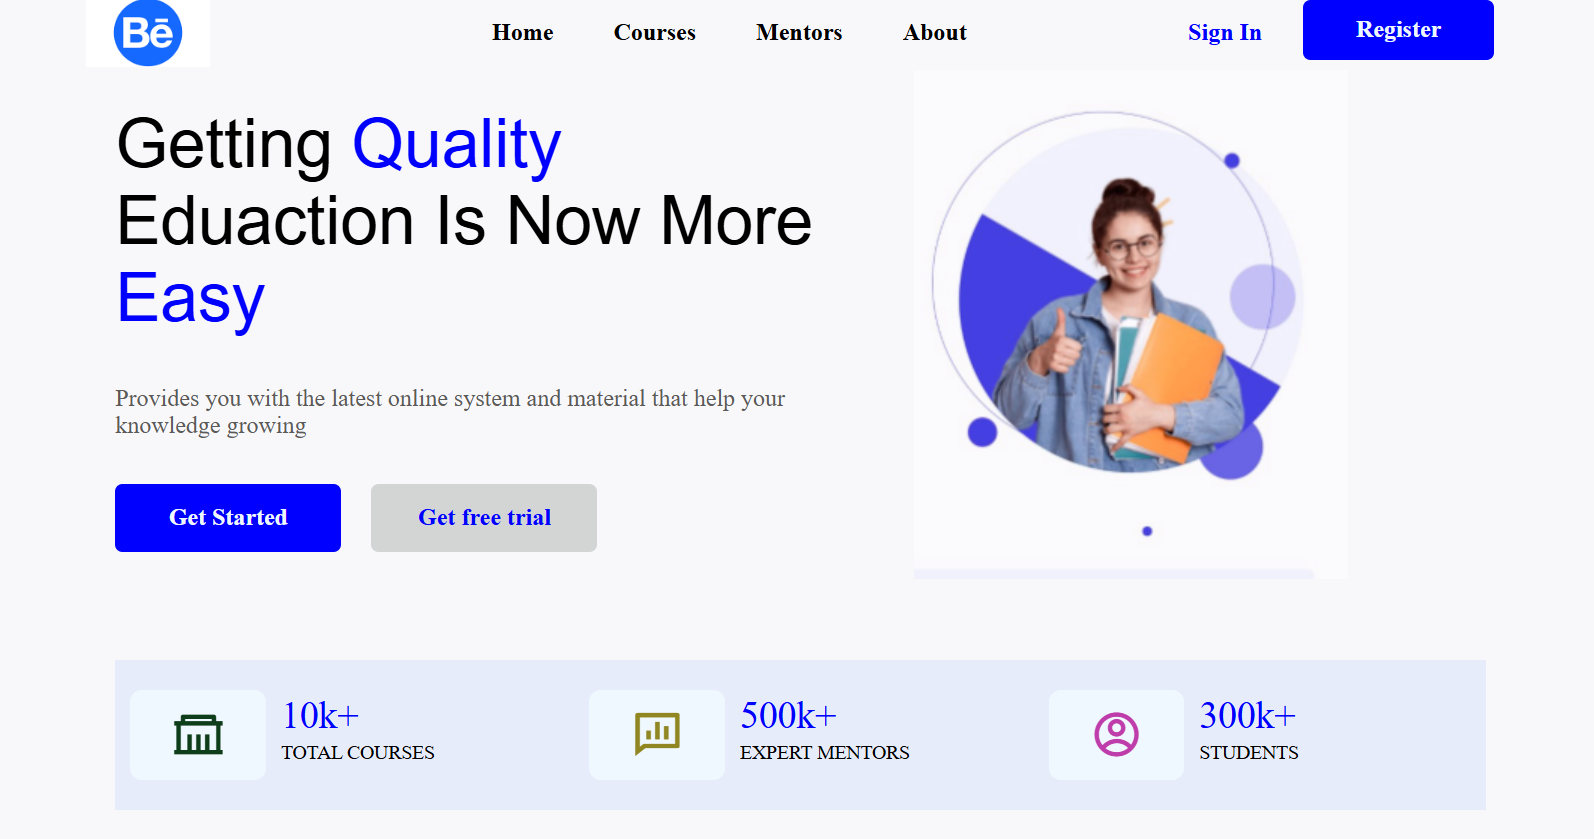 Bē
Home Courses Mentors About Sign In Register
Getting Quality
Eduaction Is Now More
Easy
Provides you with the latest online system and material that help your
knowledge growing
Get Started Get free trial
10k+
TOTAL COURSES
500k+
EXPERT MENTORS
300k+
STUDENTS